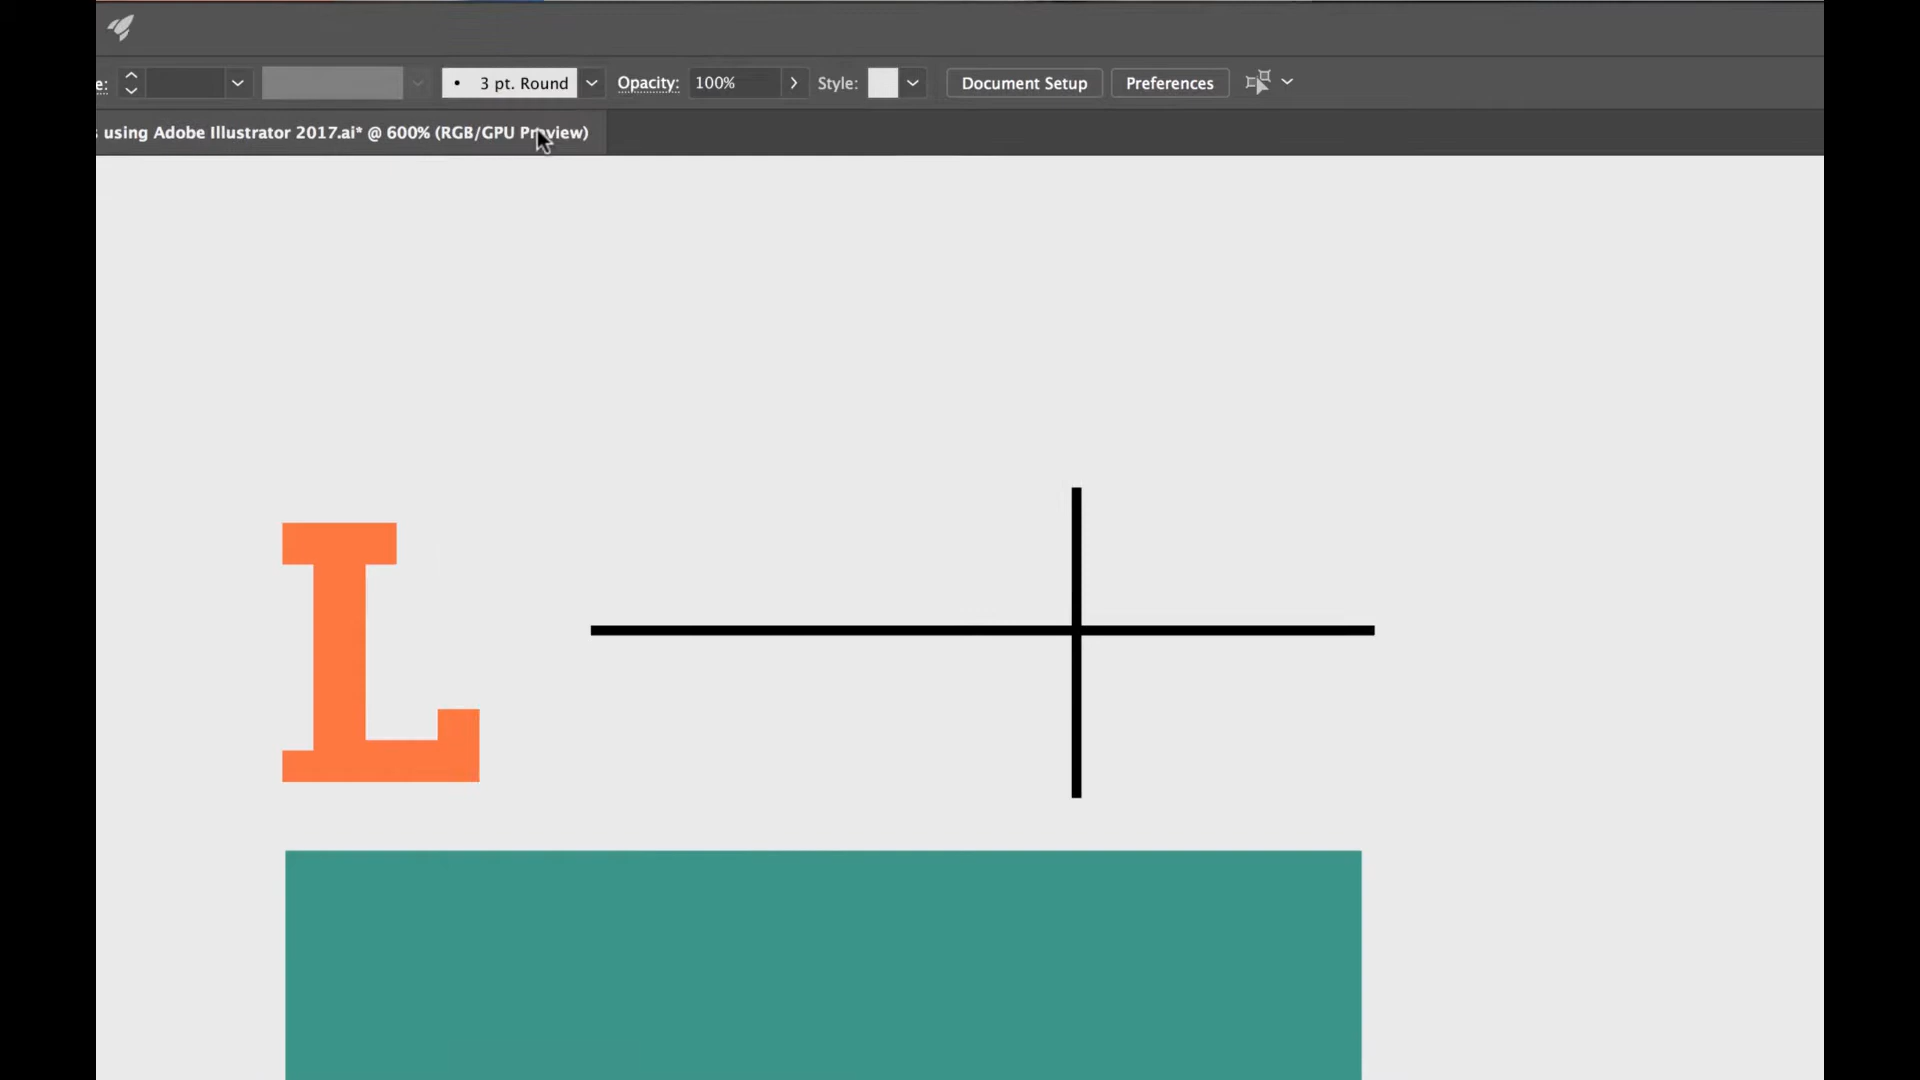 e: 3 pt. Round Opacity: 100% Style: Document Setup Preferences
s using Adobe Illustrator 2017.ai* @ 600% (RGB/GPU Preview)
L